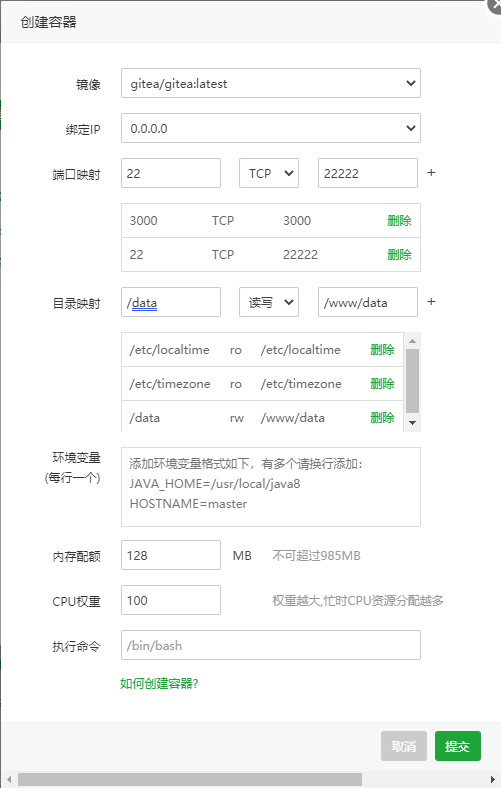 创建容器
镜像 gitea/gitea:latest
绑定IP 0.0.0.0
端口映射 22 TCP 22222 +
3000 TCP 3000 删除
22 TCP 22222 删除
目录映射 /data 读写 /www/data +
/etc/localtime ro /etc/localtime 删除
/etc/timezone ro /etc/timezone 删除
/data rw /www/data 删除
环境变量
(每行一个)
添加环境变量格式如下，有多个请换行添加：
JAVA_HOME=/usr/local/java8
HOSTNAME=master
内存配额 128 MB 不可超过985MB
CPU权重 100 权重越大,忙时CPU资源分配越多
执行命令 /bin/bash
如何创建容器?
取消 提交